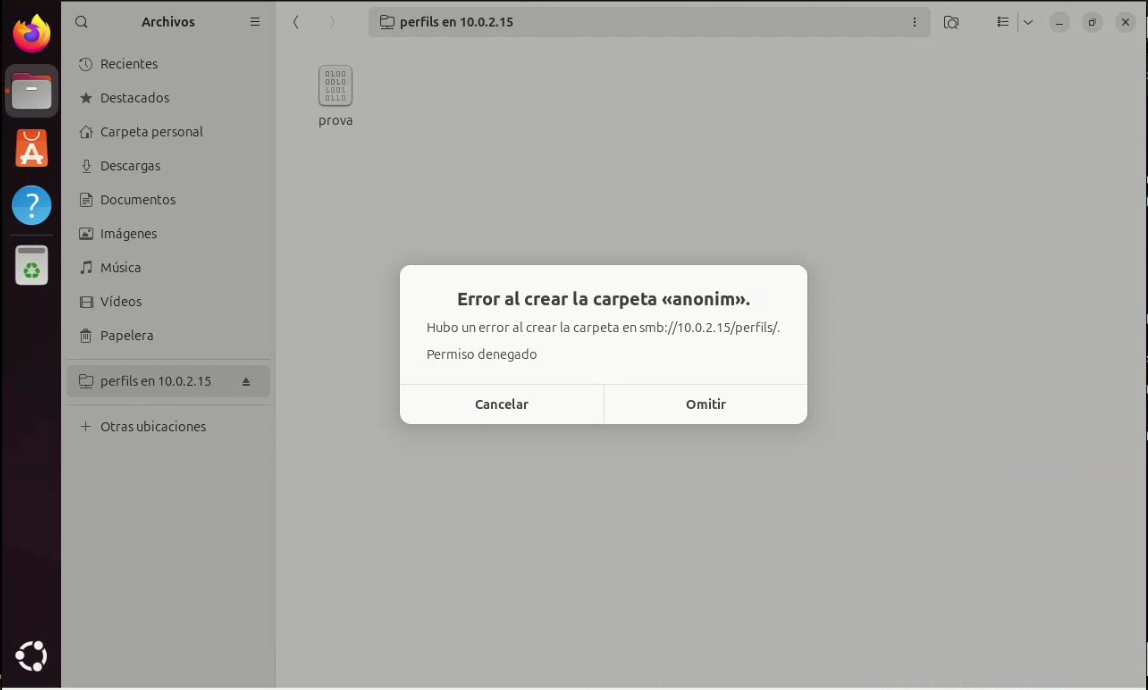 Archivos
perfils en 10.0.2.15
Recientes
Destacados
Carpeta personal
Descargas
Documentos
Imágenes
Música
Vídeos
Papelera
perfils en 10.0.2.15
Otras ubicaciones
0100
0010
1001
0110
prova
Error al crear la carpeta «anonim».
Hubo un error al crear la carpeta en smb://10.0.2.15/perfils/.
Permiso denegado
Cancelar
Omitir